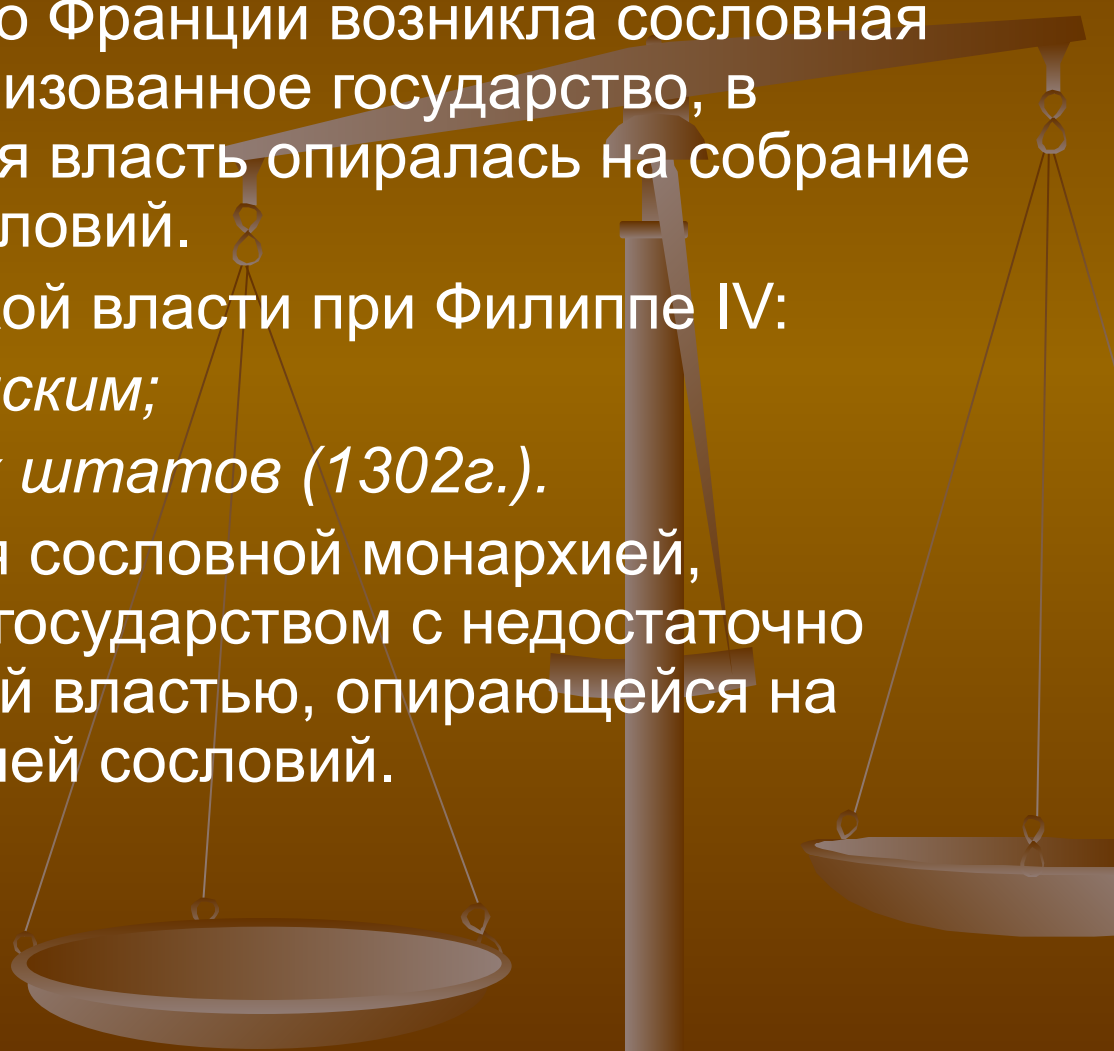 о Франции возникла сословная
изованное государство, в
я власть опиралась на собрание
ловий.
ой власти при Филиппе IV:
ским;
штатов (1302г.).
я сословной монархией,
государством с недостаточно
й властью, опирающейся на
ней сословий.